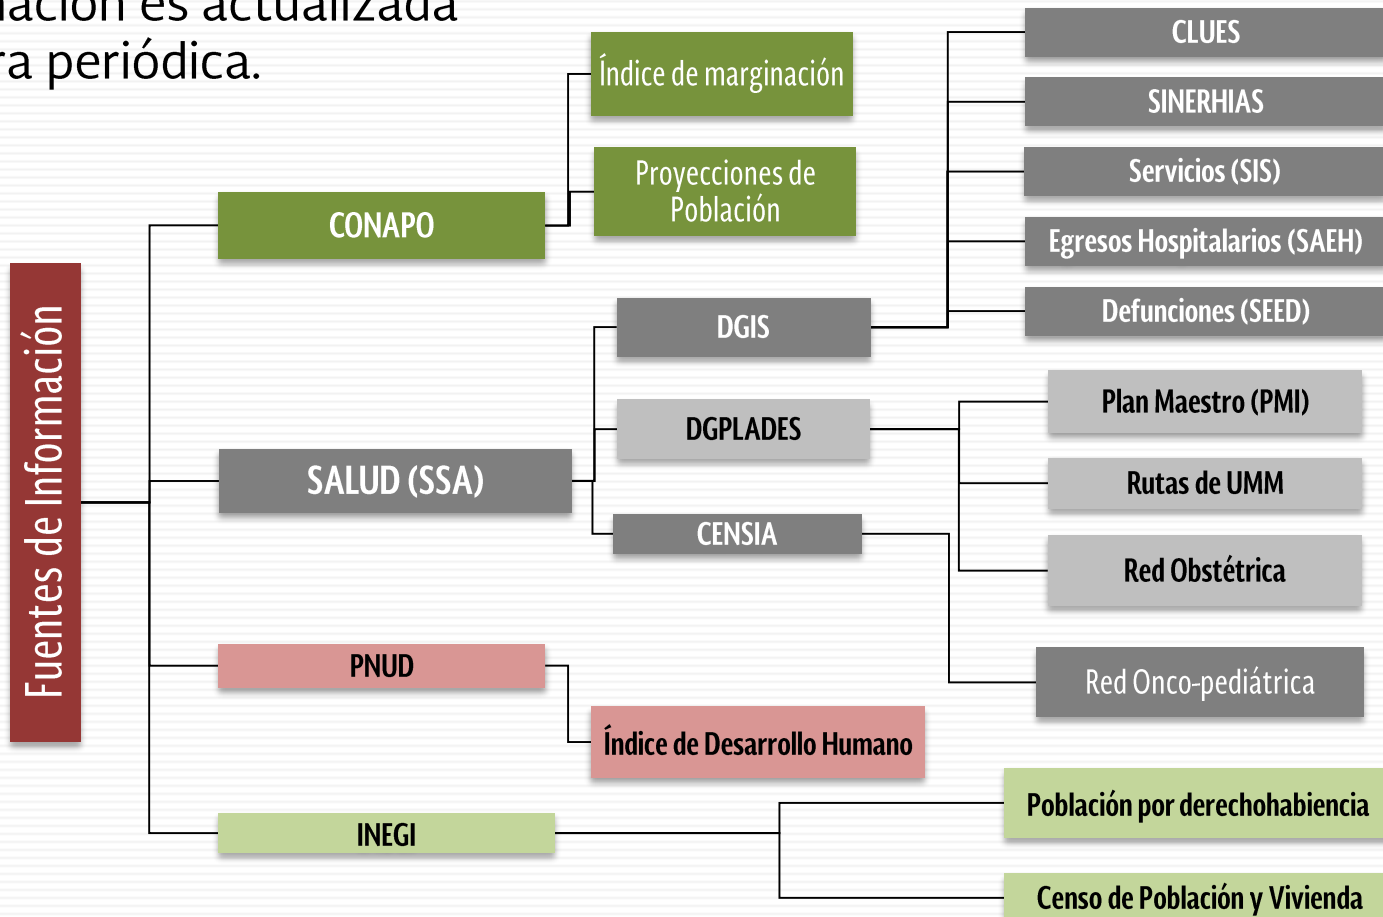 es actualizada
periódica.
Fuentes de Información
CONAPO
Índice de marginación
Proyecciones de
Población
SALUD (SSA)
DGIS
CLUES
SINERHIAS
Servicios (SIS)
Egresos Hospitalarios (SAEH)
Defunciones (SEED)
DGPLADES
Plan Maestro (PMI)
Rutas de UMM
Red Obstétrica
CENSIA
Red Onco-pediátrica
PNUD
Índice de Desarrollo Humano
INEGI
Población por derechohabiencia
Censo de Población y Vivienda